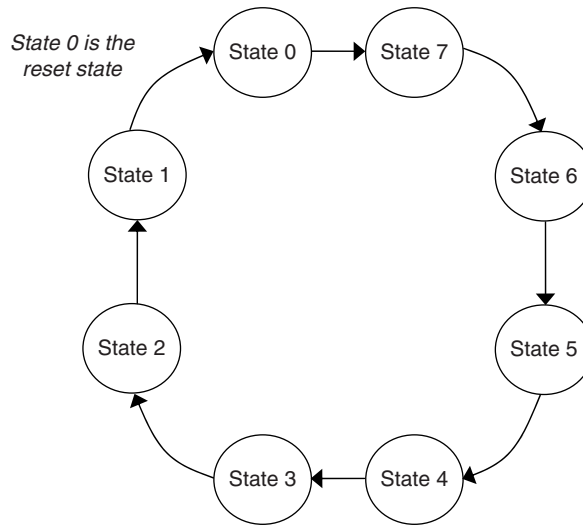 State 0 is the
reset state
State 0
State 7
State 1
State 6
State 2
State 5
State 3
State 4